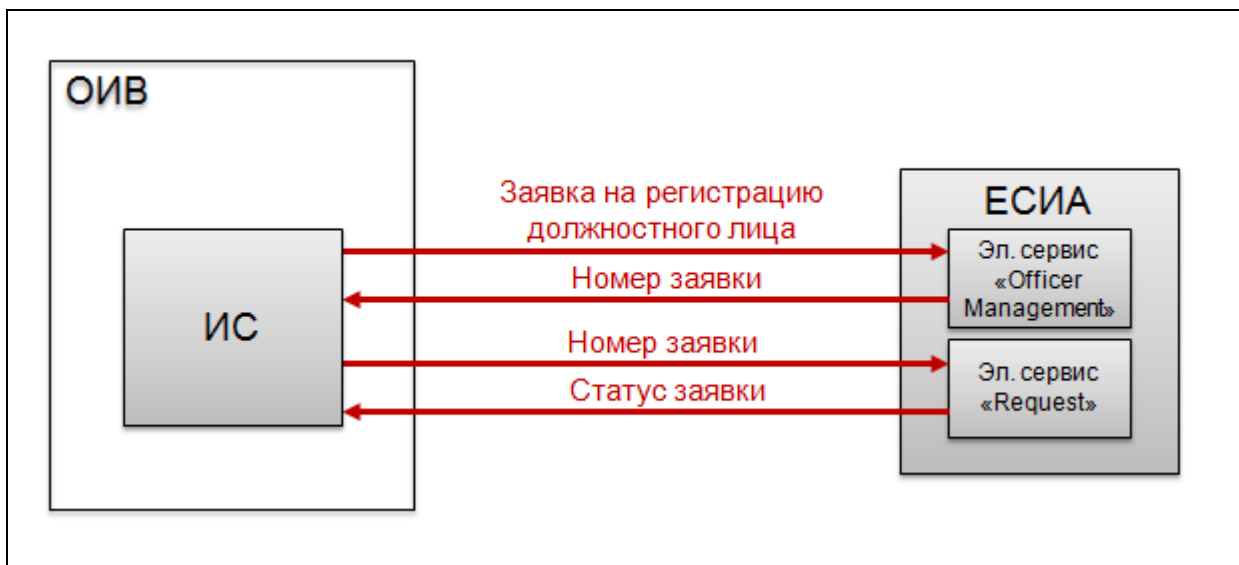 ОИВ
ИС
Заявка на регистрацию
должностного лица
Номер заявки
Номер заявки
Статус заявки
ЕСИА
Эл. сервис
«Officer
Management»
Эл. сервис
«Request»